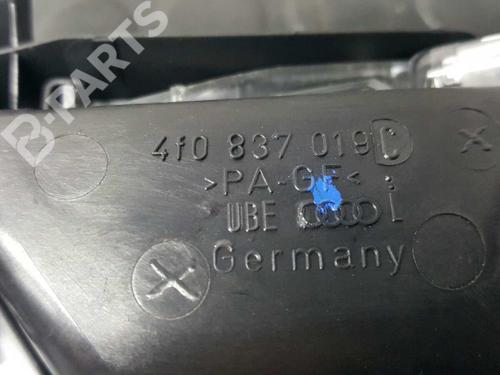 B-PARTS
4f0 837 019 C
>PA-GF<
UBE L
Germany